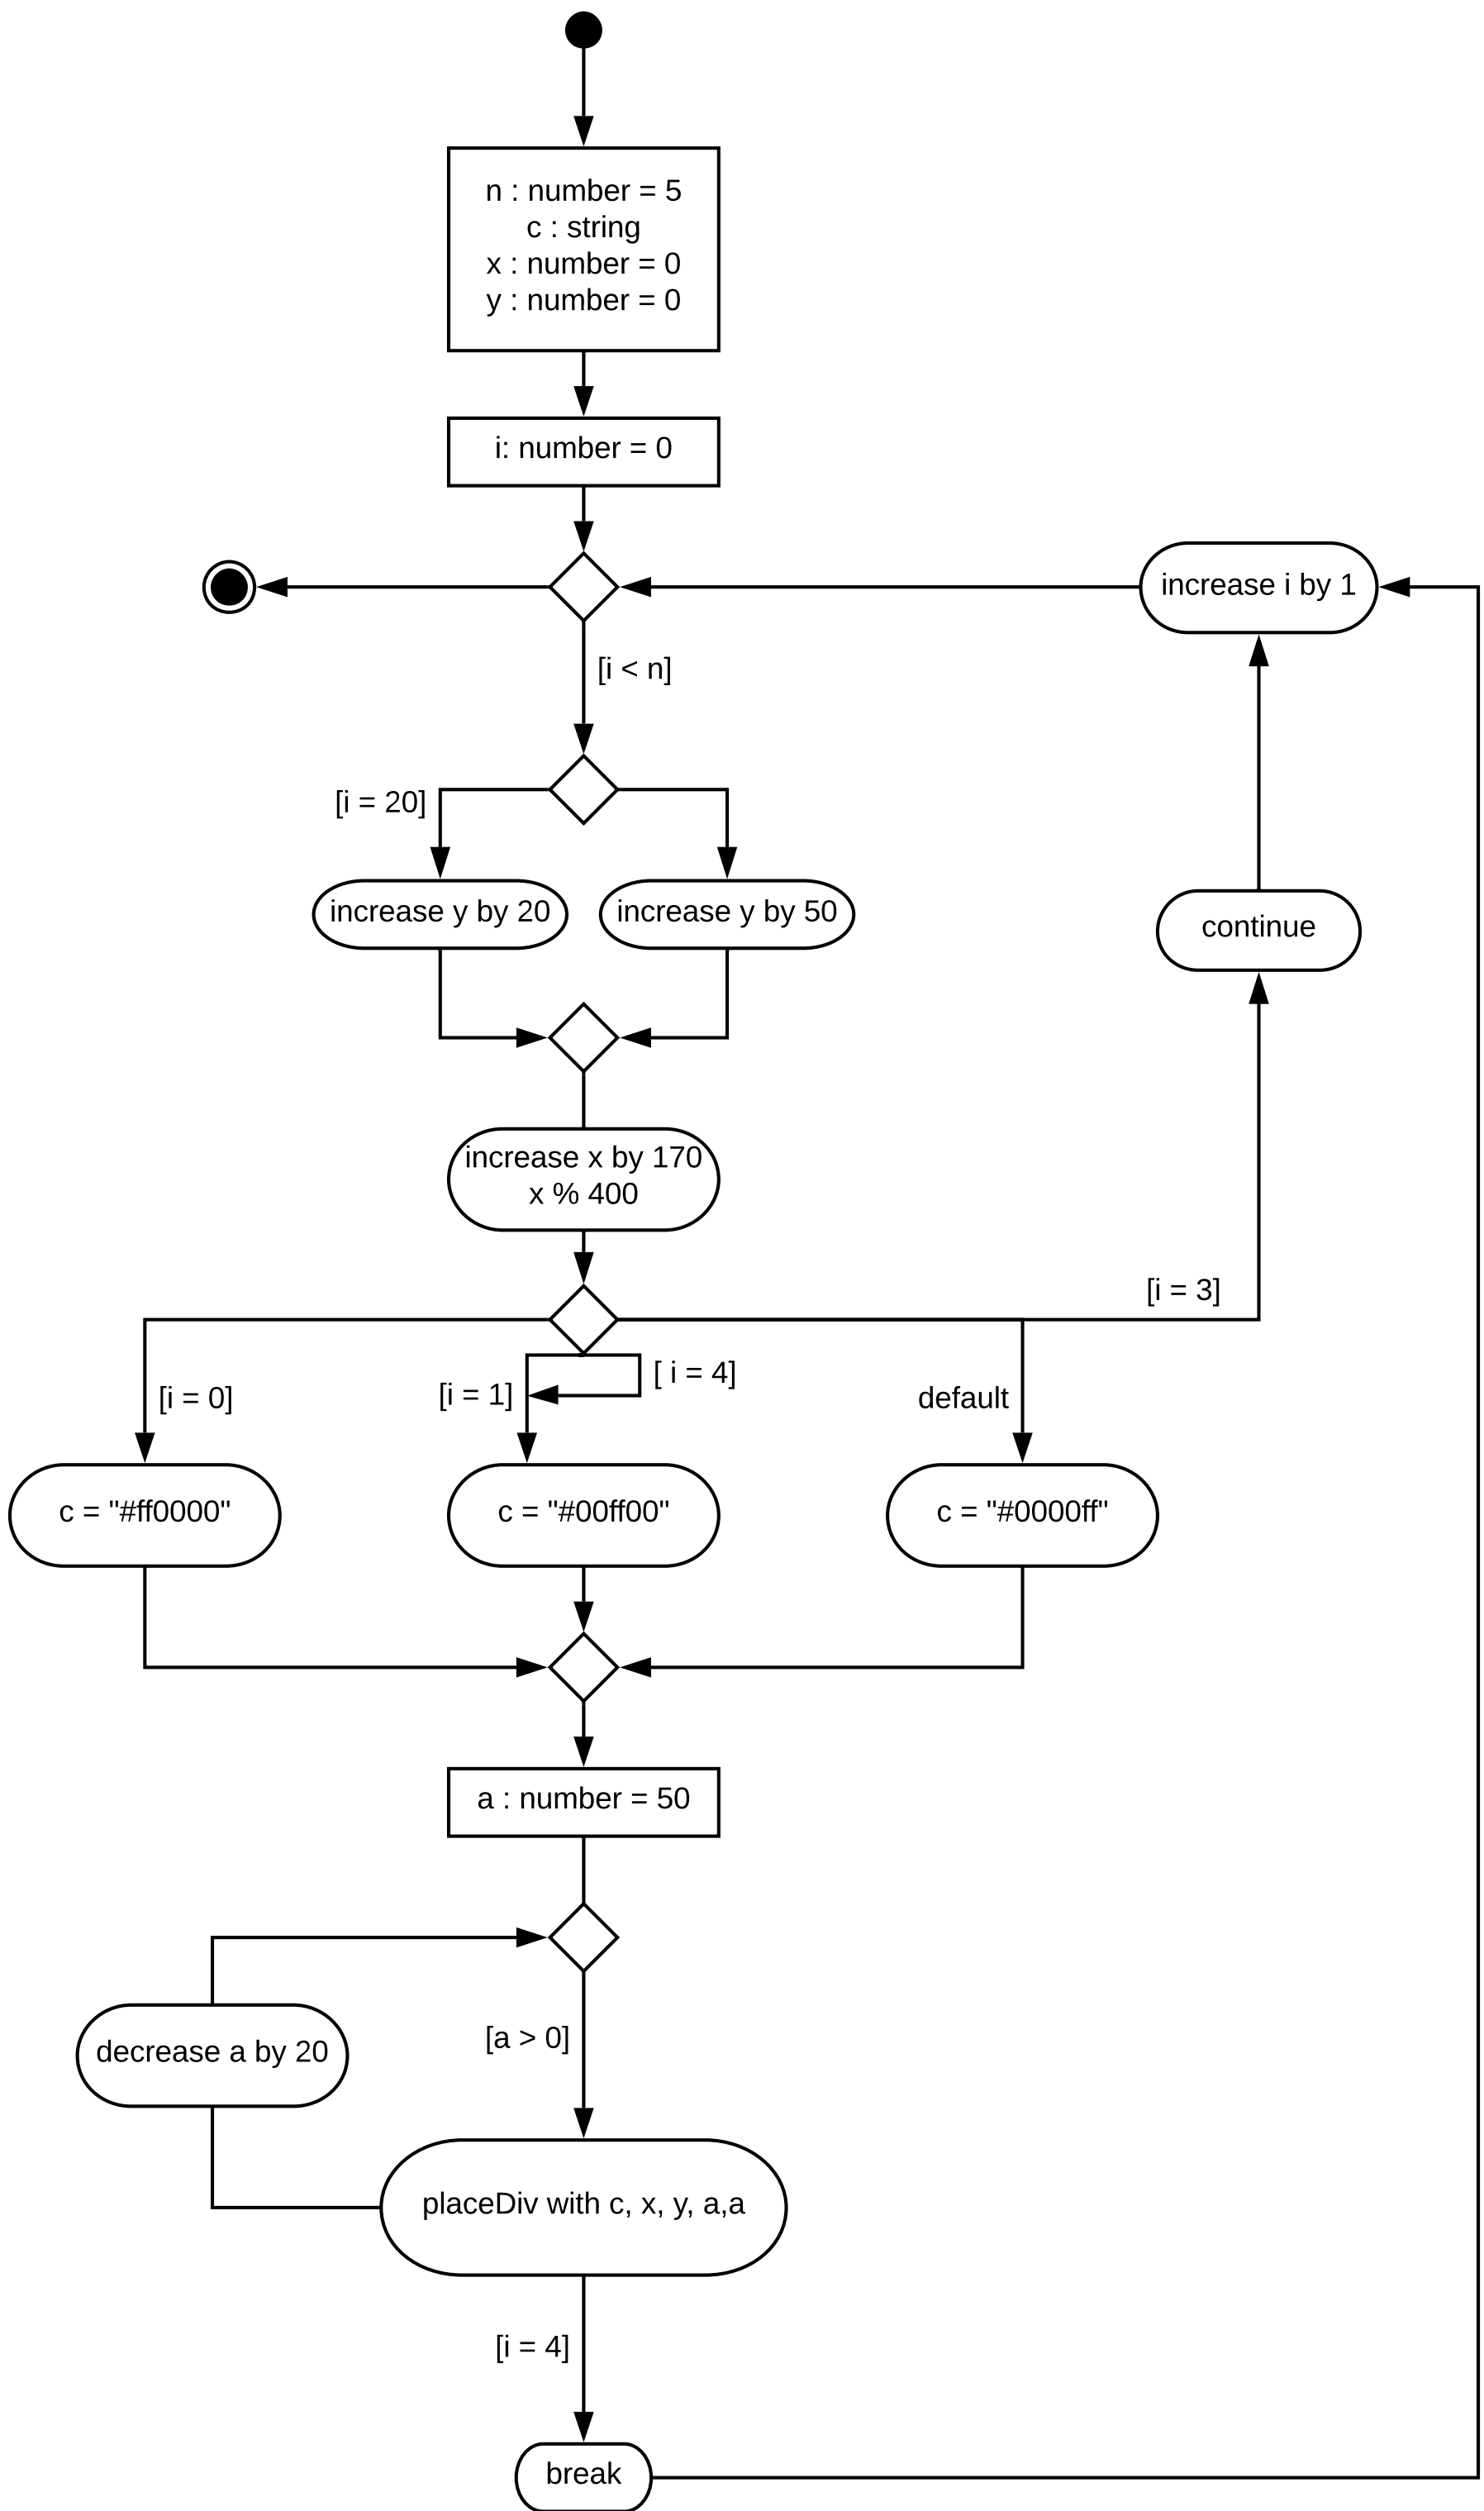 n : number = 5
c : string
x : number = 0
y : number = 0
i: number = 0
increase i by 1
[i < n]
[i = 20]
increase y by 20
increase y by 50
continue
increase x by 170
x % 400
[i = 3]
[ i = 4]
[i = 1]
[i = 0]
default
c = "#ff0000"
c = "#00ff00"
c = "#0000ff"
a : number = 50
[a > 0]
decrease a by 20
placeDiv with c, x, y, a,a
[i = 4]
break